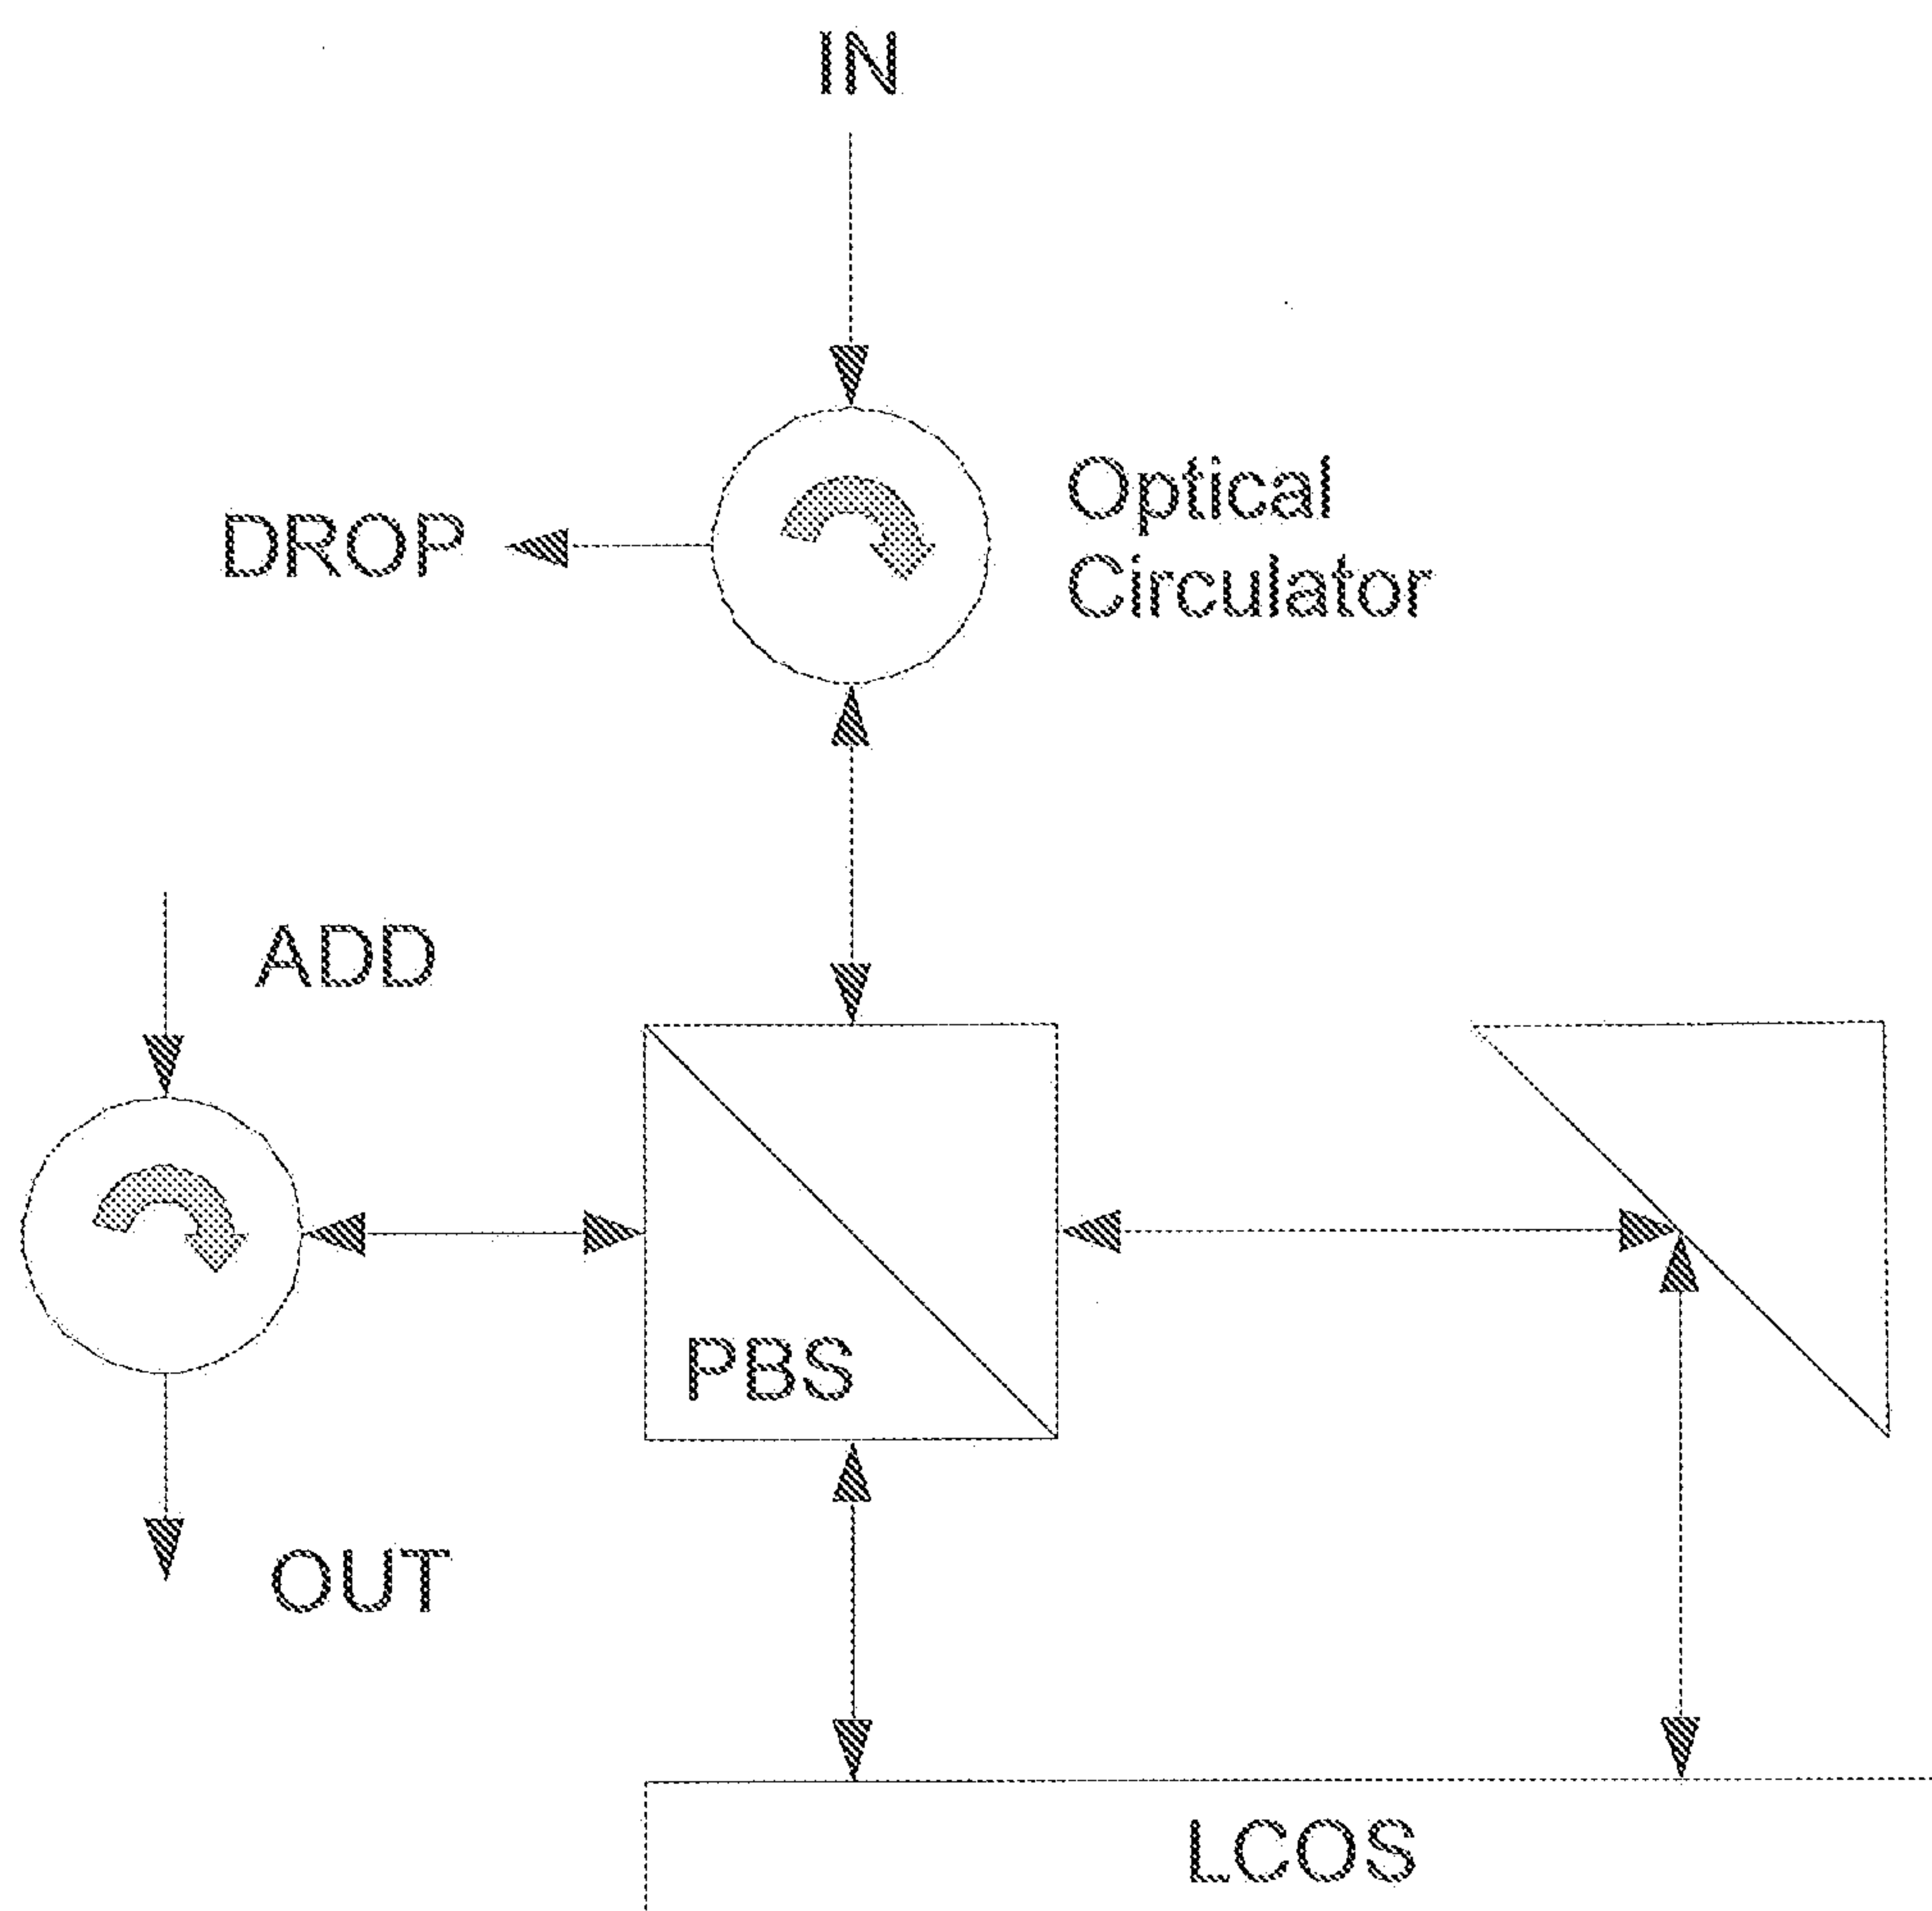 IN
Optical
Circulator
DROP
ADD
PBS
OUT
LCOS